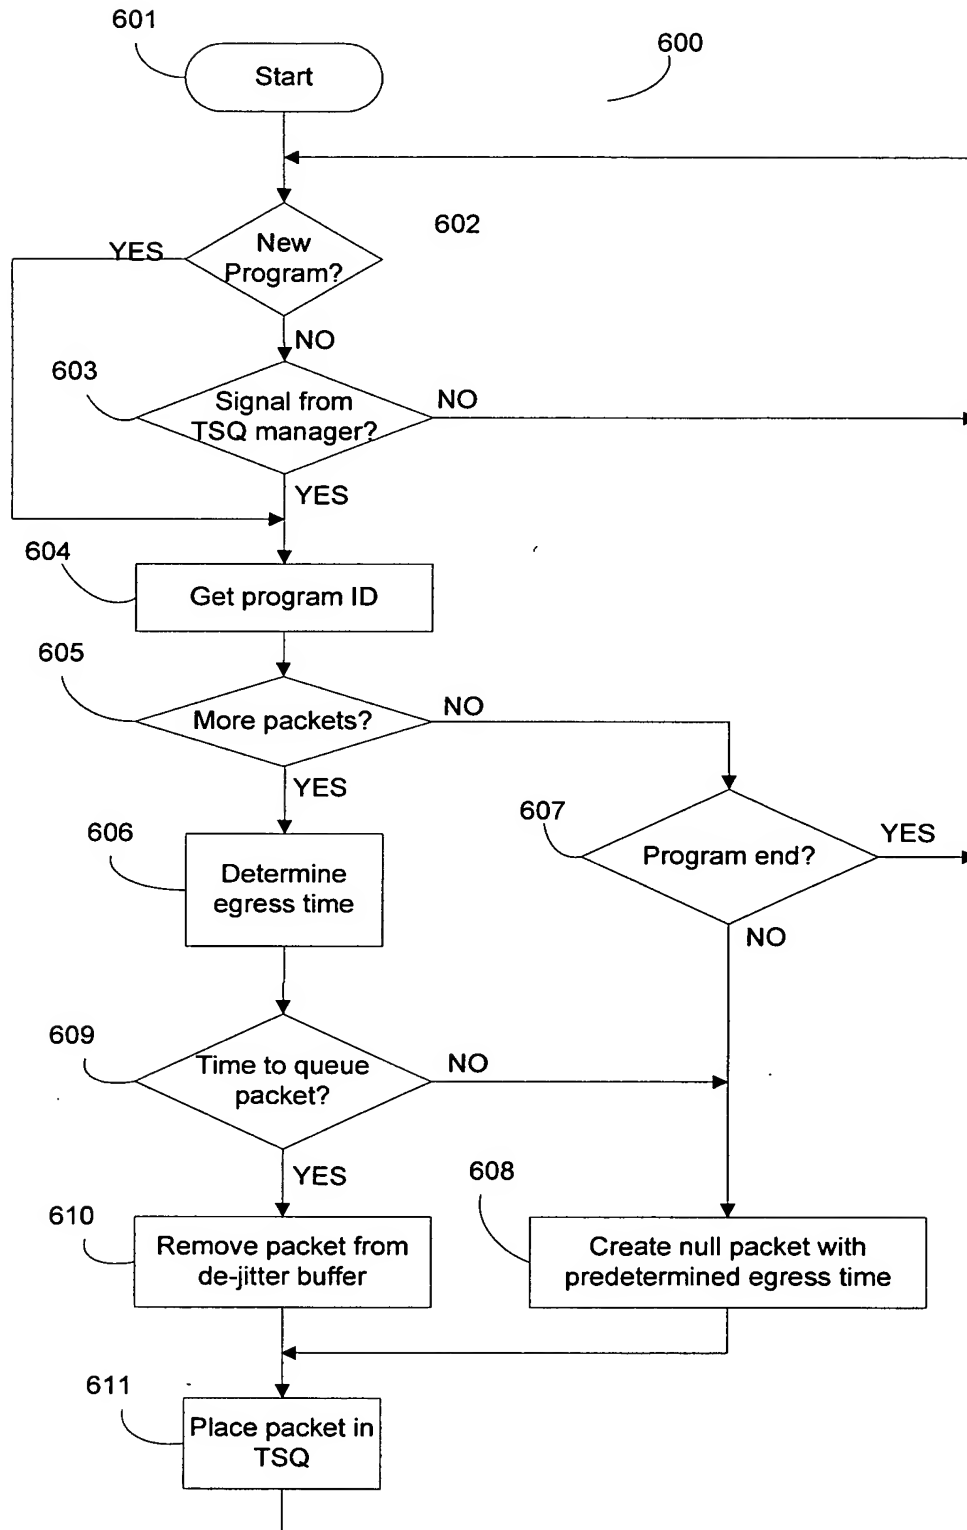 601
600
Start
602
YES
New
Program?
NO
603
Signal from
TSQ manager?
NO
YES
604
Get program ID
605
More packets?
NO
YES
606
607
Program end?
YES
Determine
egress time
NO
609
Time to queue
packet?
NO
YES
608
610
Remove packet from
de-jitter buffer
Create null packet with
predetermined egress time
611
Place packet in
TSQ